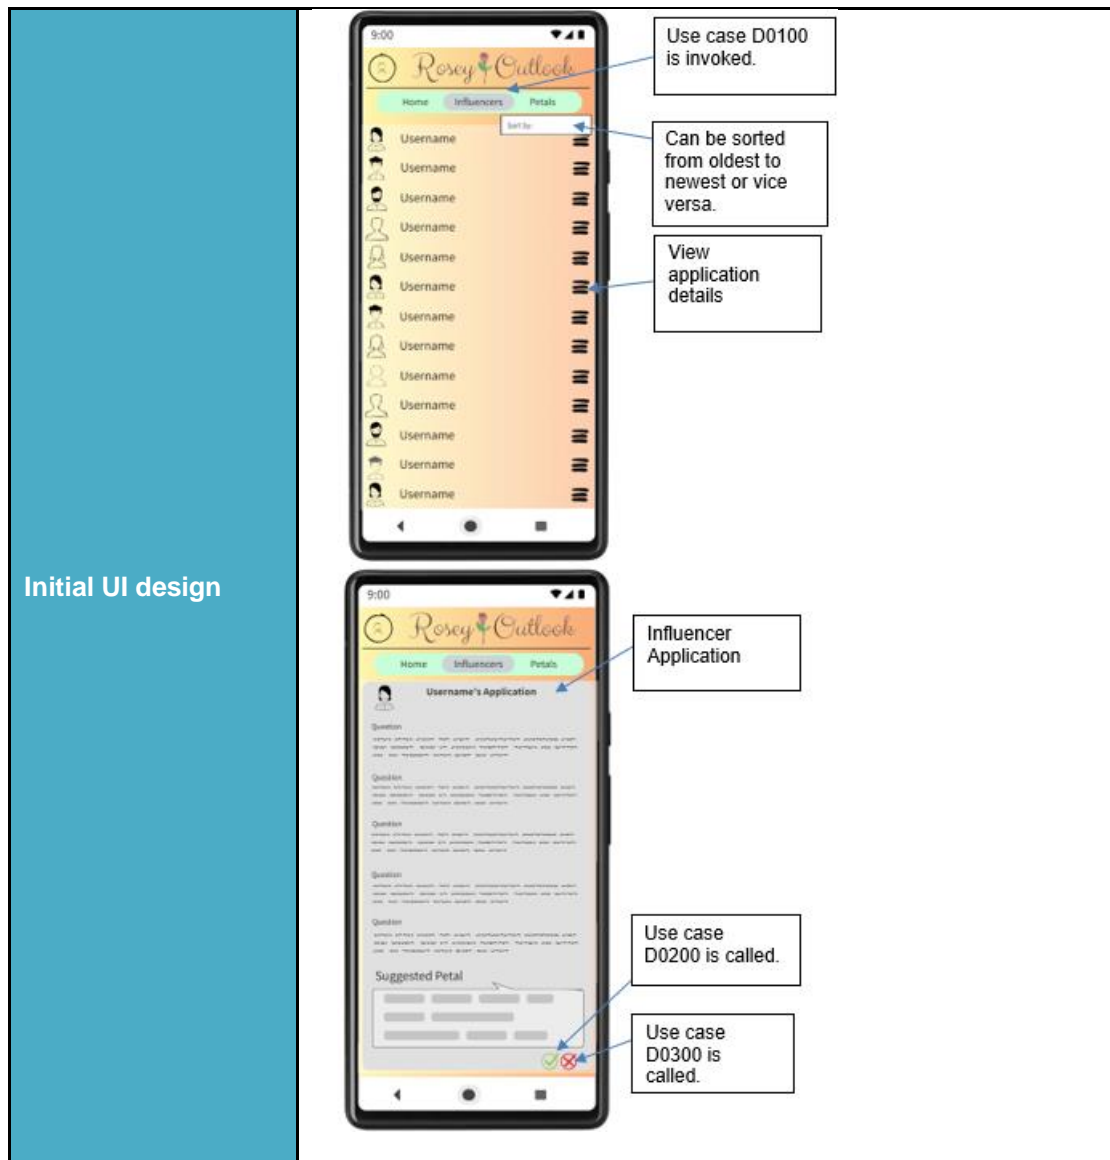 Initial UI design
9:00
Rosey Outlook
Home Influencers Petals
Sort by:
Username
Username
Username
Username
Username
Username
Username
Username
Username
Username
Username
Username
Username
Use case D0100
is invoked.
Can be sorted
from oldest to
newest or vice
versa.
View
application
details
9:00
Rosey Outlook
Home Influencers Petals
Username's Application
Question
Question
Question
Question
Question
Suggested Petal
Influencer
Application
Use case
D0200 is called.
Use case
D0300 is
called.